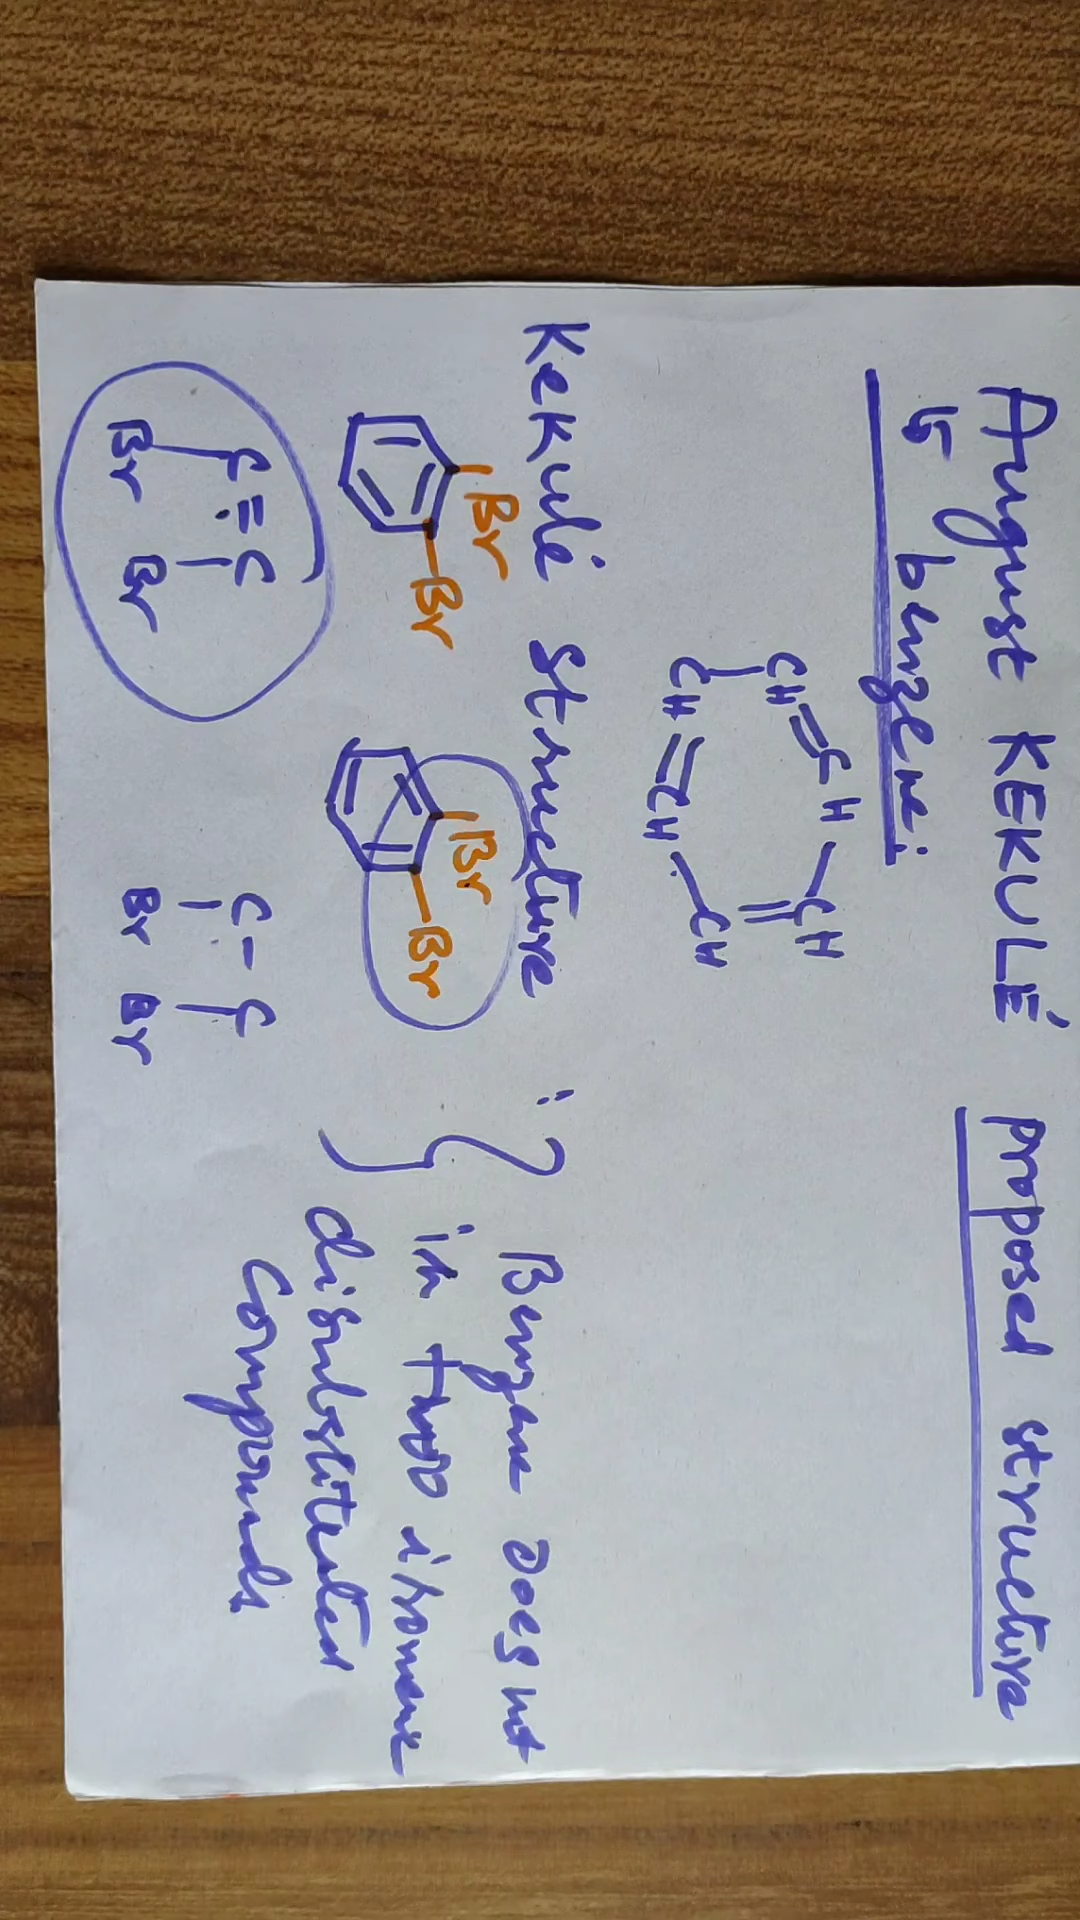 August KEKULÉ proposed structure
to benzene:
CH=CH-CH
CH=CH-CH
Kekulé structure :
Br Br
Br Br
Benzene does not
in two isomeric
disubstituted
compounds
C=C
Br Br
C-C
Br Br